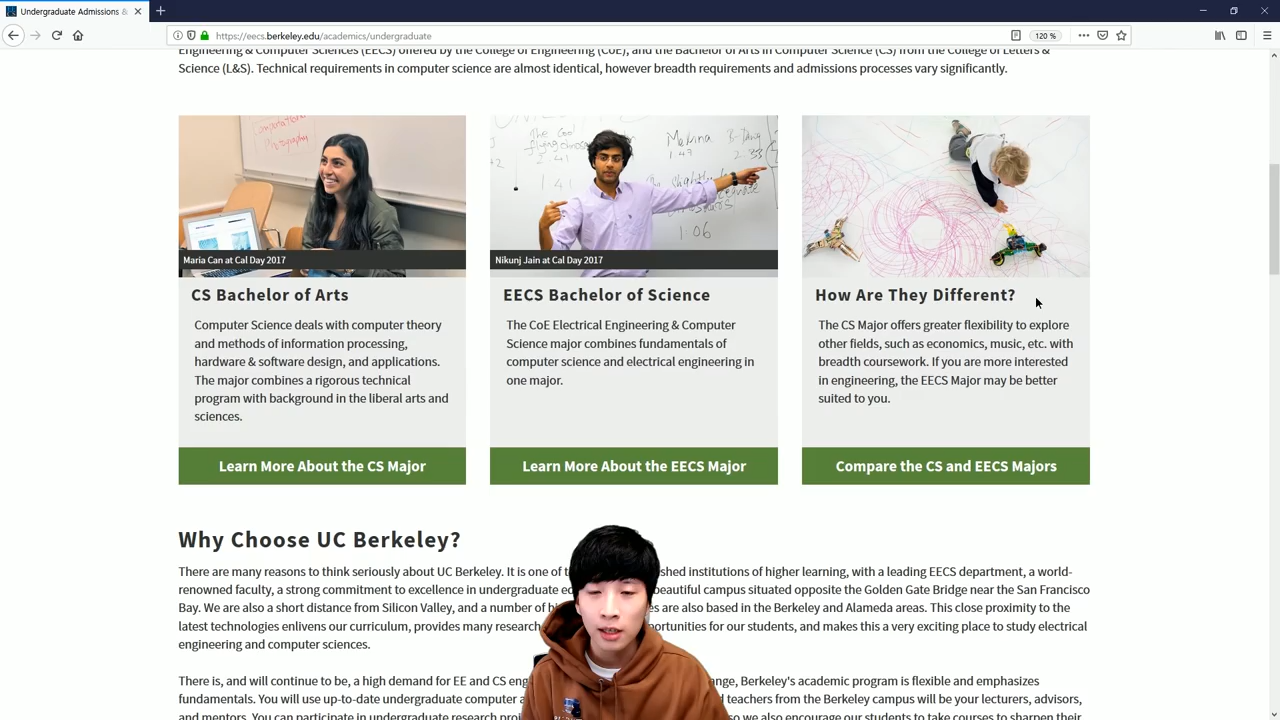 Undergraduate Admissions &
https://eecs.berkeley.edu/academics/undergraduate
120 %
Engineering & Computer Sciences (EECS) offered by the College of Engineering (CoE), and the Bachelor of Arts in Computer Science (CS) from the College of Letters &
Science (L&S). Technical requirements in computer science are almost identical, however breadth requirements and admissions processes vary significantly.
Maria Can at Cal Day 2017
CS Bachelor of Arts
Computer Science deals with computer theory
and methods of information processing,
hardware & software design, and applications.
The major combines a rigorous technical
program with background in the liberal arts and
sciences.
Learn More About the CS Major
The Cool
1:41
1:43
1:06
Nikunj Jain at Cal Day 2017
EECS Bachelor of Science
The CoE Electrical Engineering & Computer
Science major combines fundamentals of
computer science and electrical engineering in
one major.
Learn More About the EECS Major
How Are They Different?
The CS Major offers greater flexibility to explore
other fields, such as economics, music, etc. with
breadth coursework. If you are more interested
in engineering, the EECS Major may be better
suited to you.
Compare the CS and EECS Majors
Why Choose UC Berkeley?
There are many reasons to think seriously about UC Berkeley. It is one of institutions of higher learning, with a leading EECS department, a world-
renowned faculty, a strong commitment to excellence in undergraduate beautiful campus situated opposite the Golden Gate Bridge near the San Francisco
Bay. We are also a short distance from Silicon Valley, and a number of are also based in the Berkeley and Alameda areas. This close proximity to the
latest technologies enlivens our curriculum, provides many research for our students, and makes this a very exciting place to study electrical
engineering and computer sciences.
There is, and will continue to be, a high demand for EE and CS Berkeley's academic program is flexible and emphasizes
fundamentals. You will use up-to-date undergraduate computer teachers from the Berkeley campus will be your lecturers, advisors,
and mentors. You can participate in undergraduate research so we also encourage our students to take courses to sharpen their